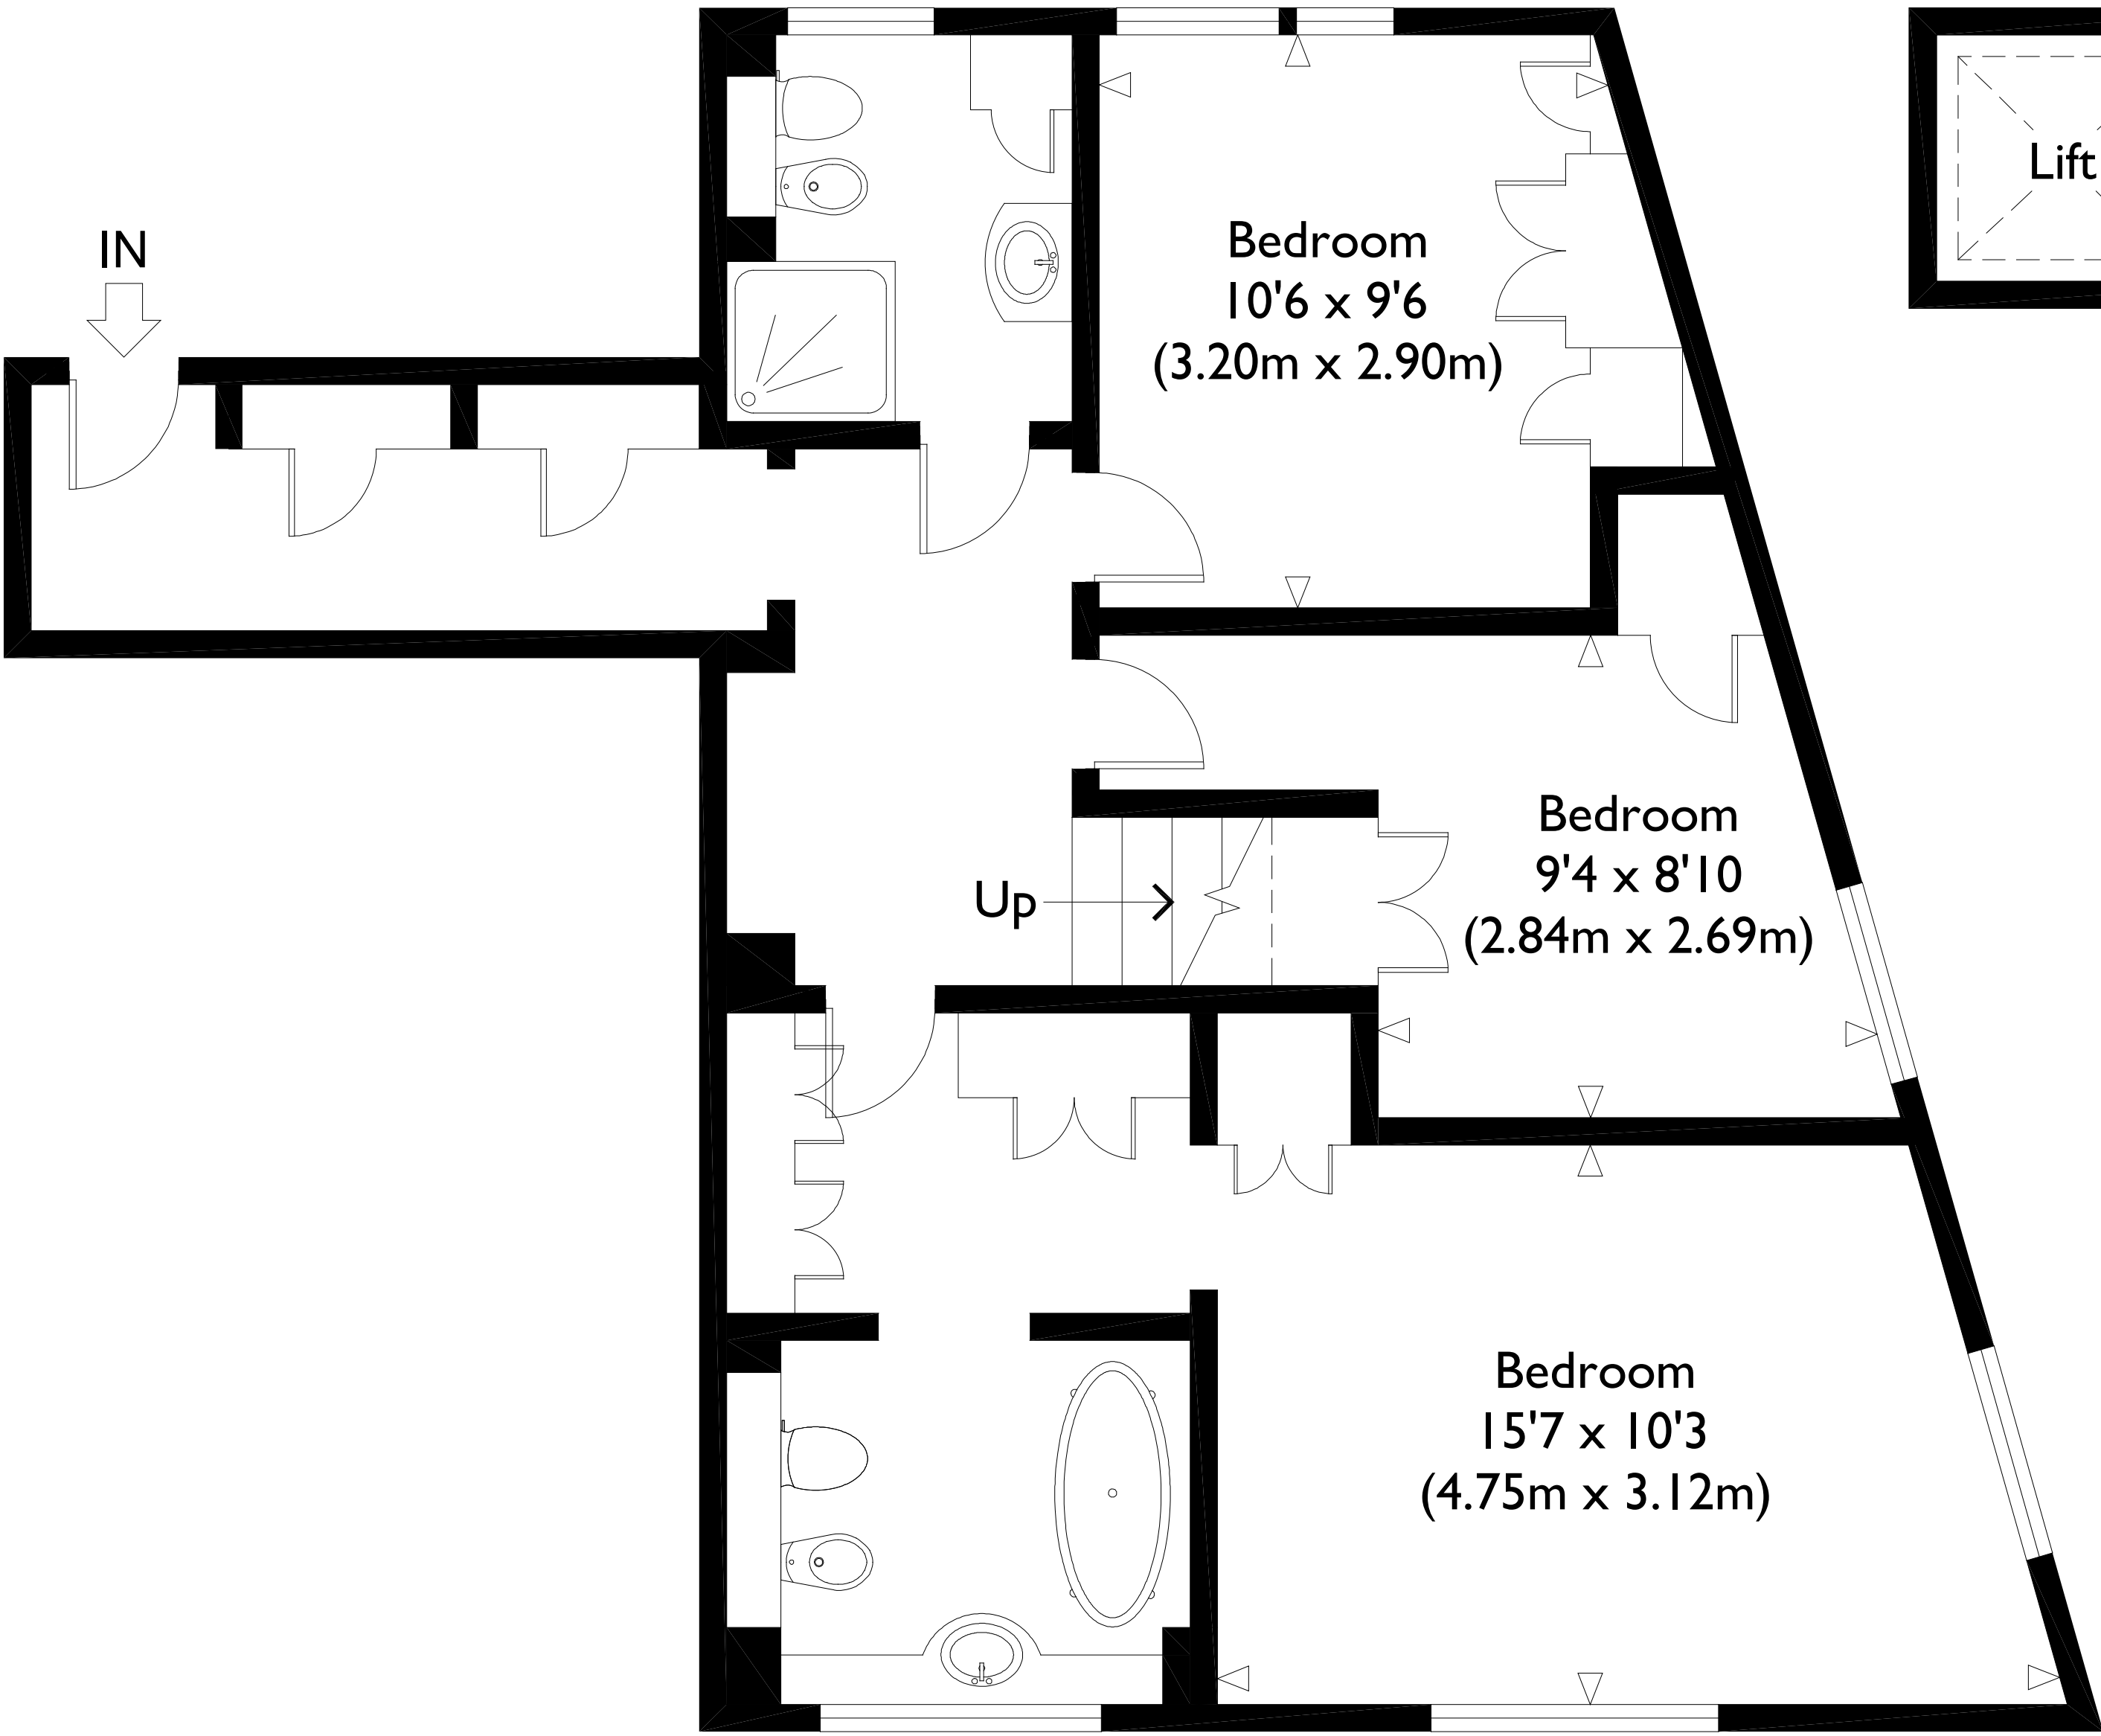 Lift
IN
Bedroom
10'6 x 9'6
(3.20m x 2.90m)
Bedroom
9'4 x 8'10
(2.84m x 2.69m)
Up
Bedroom
15'7 x 10'3
(4.75m x 3.12m)